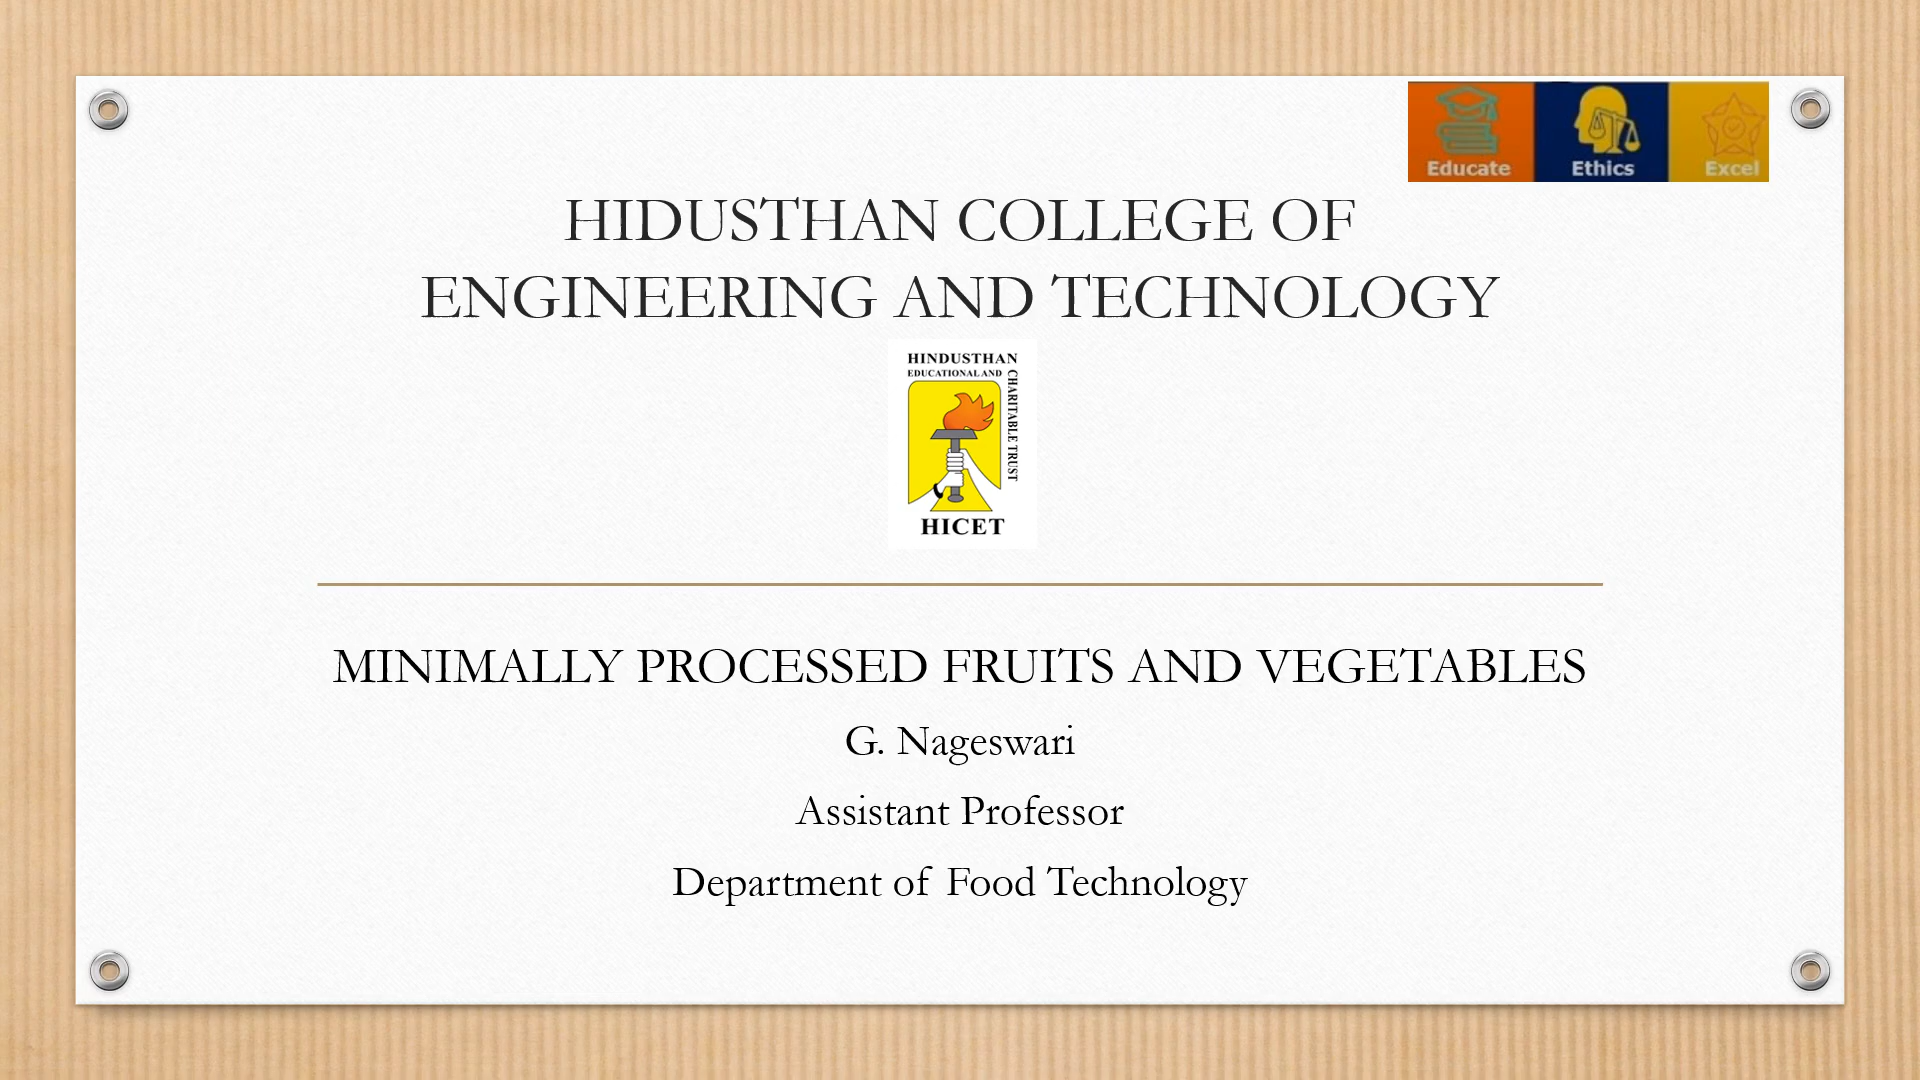 Educate Ethics Excel
HIDUSTHAN COLLEGE OF
ENGINEERING AND TECHNOLOGY
HINDUSTHAN
EDUCATIONAL AND
CHARITABLE TRUST
HICET
MINIMALLY PROCESSED FRUITS AND VEGETABLES
G. Nageswari
Assistant Professor
Department of Food Technology